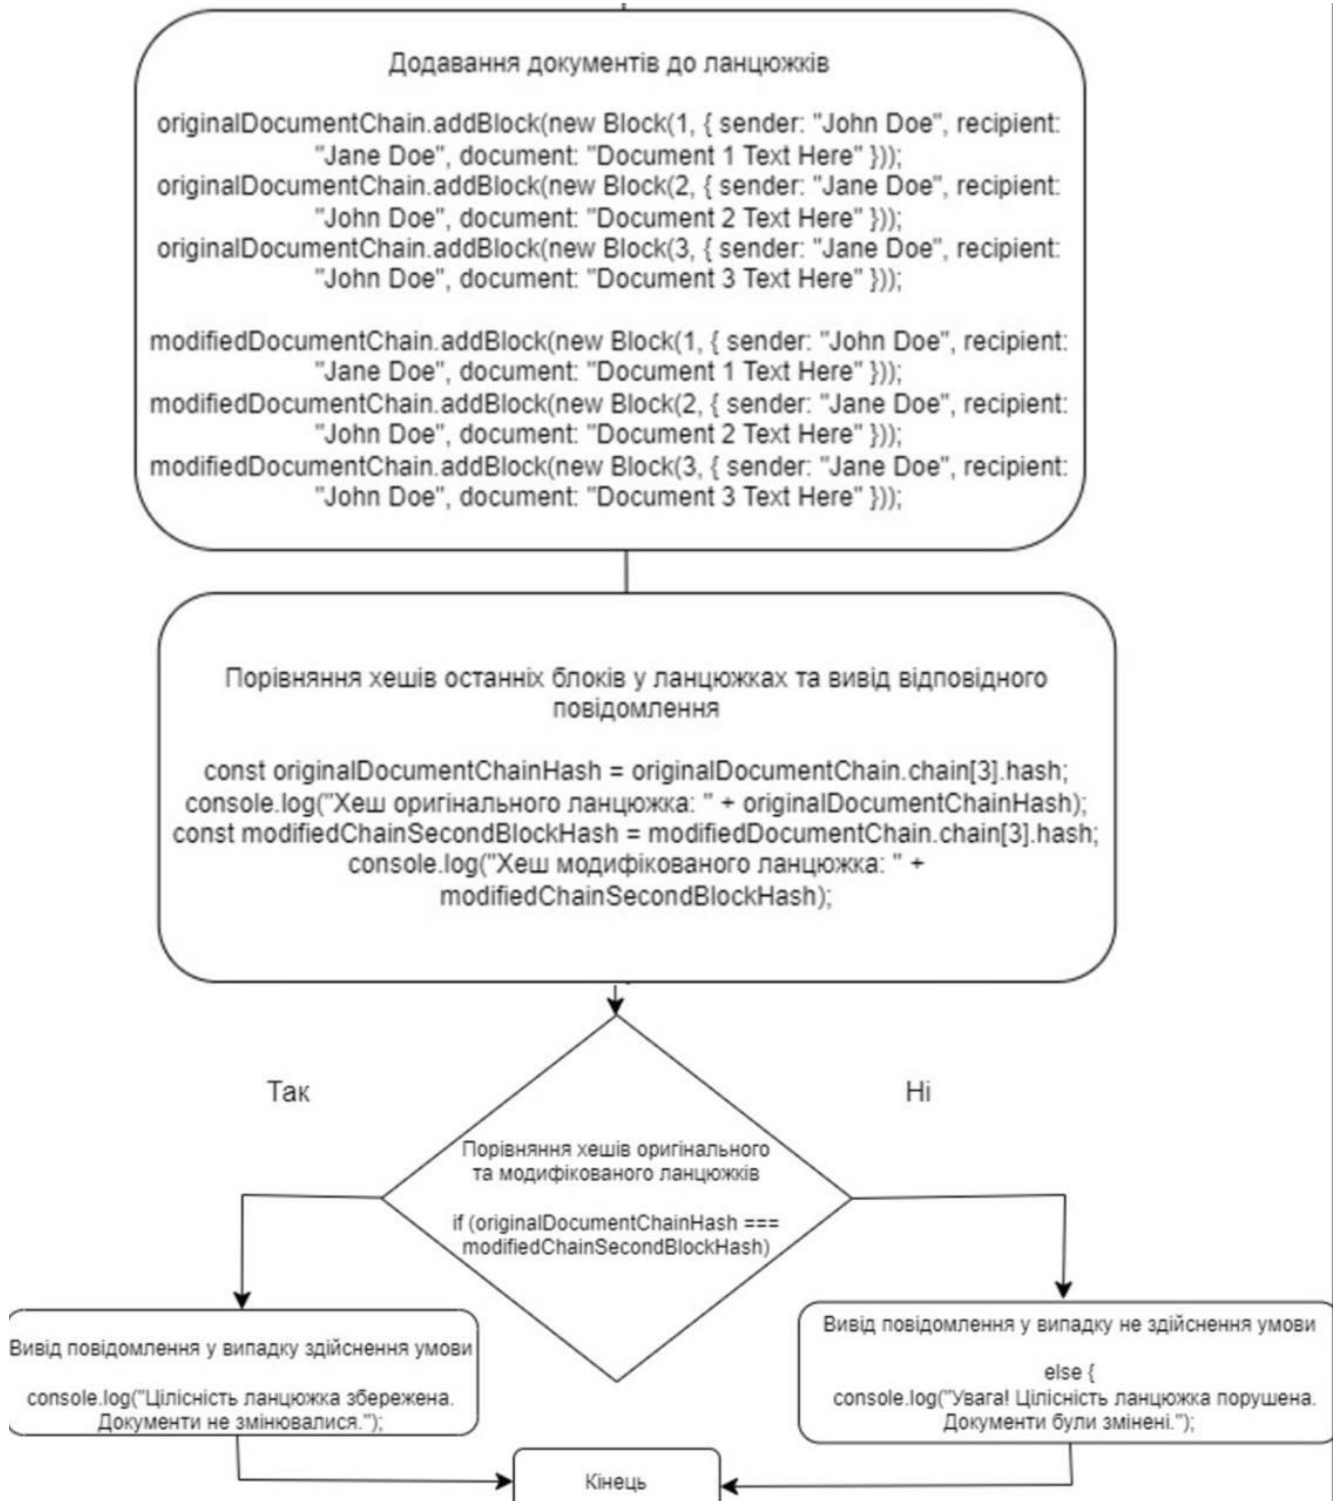 Додавання документів до ланцюжків
originalDocumentChain.addBlock(new Block(1, { sender: "John Doe", recipient:
"Jane Doe", document: "Document 1 Text Here" }));
originalDocumentChain.addBlock(new Block(2, { sender: "Jane Doe", recipient:
"John Doe", document: "Document 2 Text Here" }));
originalDocumentChain.addBlock(new Block(3, { sender: "Jane Doe", recipient:
"John Doe", document: "Document 3 Text Here" }));
modifiedDocumentChain.addBlock(new Block(1, { sender: "John Doe", recipient:
"Jane Doe", document: "Document 1 Text Here" }));
modifiedDocumentChain.addBlock(new Block(2, { sender: "Jane Doe", recipient:
"John Doe", document: "Document 2 Text Here" }));
modifiedDocumentChain.addBlock(new Block(3, { sender: "Jane Doe", recipient:
"John Doe", document: "Document 3 Text Here" }));
Порівняння хешів останніх блоків у ланцюжках та вивід відповідного
повідомлення
const originalDocumentChainHash = originalDocumentChain.chain[3].hash;
console.log("Хеш оригінального ланцюжка: " + originalDocumentChainHash);
const modifiedChainSecondBlockHash = modifiedDocumentChain.chain[3].hash;
console.log("Хеш модифікованого ланцюжка: " +
modifiedChainSecondBlockHash);
Так
Ні
Порівняння хешів оригінального
та модифікованого ланцюжків
if (originalDocumentChainHash ===
modifiedChainSecondBlockHash)
Вивід повідомлення у випадку здійснення умови
console.log("Цілісність ланцюжка збережена.
Документи не змінювалися.");
Вивід повідомлення у випадку не здійснення умови
else {
console.log("Увага! Цілісність ланцюжка порушена.
Документи були змінені.");
Кінець